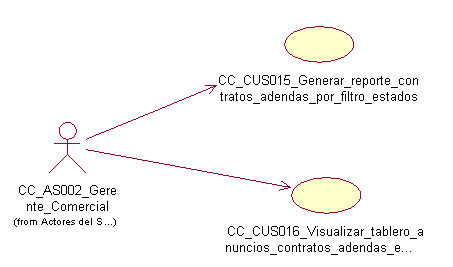 CC_CUS015_Generar_reporte_con
tratos_adendas_por_filtro_estados
CC_AS002_Gere
nte_Comercial
(from Actores del S...)
CC_CUS016_Visualizar_tablero_a
nuncios_contratos_adendas_e...